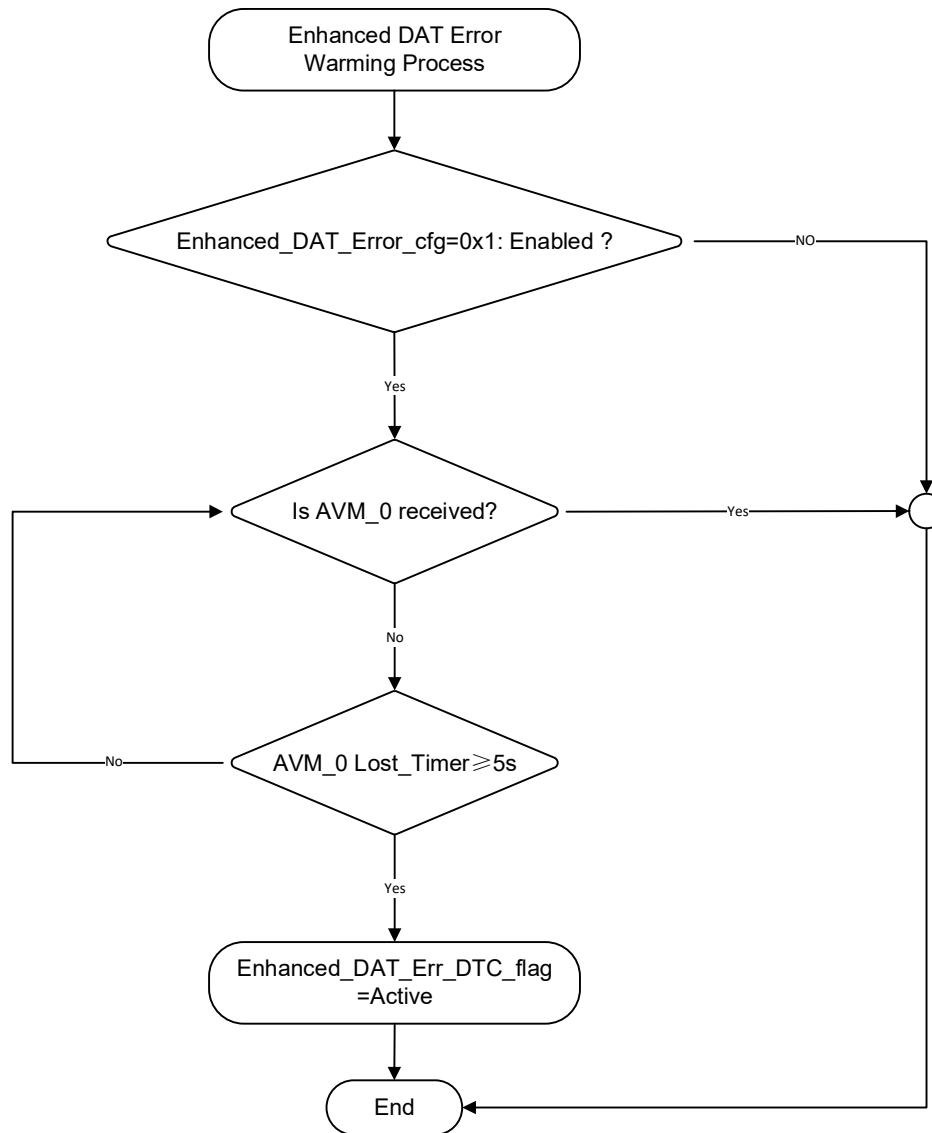 Enhanced DAT Error
Warming Process
Enhanced_DAT_Error_cfg=0x1: Enabled ?
NO
Yes
Is AVM_0 received?
Yes
No
AVM_0 Lost_Timer≥5s
No
Yes
Enhanced_DAT_Err_DTC_flag
=Active
End